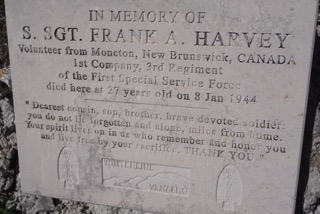 IN MEMORY OF
S. SGT. FRANK A. HARVEY
Volunteer from Moncton, New Brunswick, CANADA
1st Company, 3rd Regiment
of the First Special Service Force
died here at 27 years old on 8 Jan 1944
" Dearest cousin, son, brother, brave devoted soldier:
you do lie forgotten and alone, miles from home.
Your spirit lives on in us who remember and honor you
and live free by your sacrifice. THANK YOU "